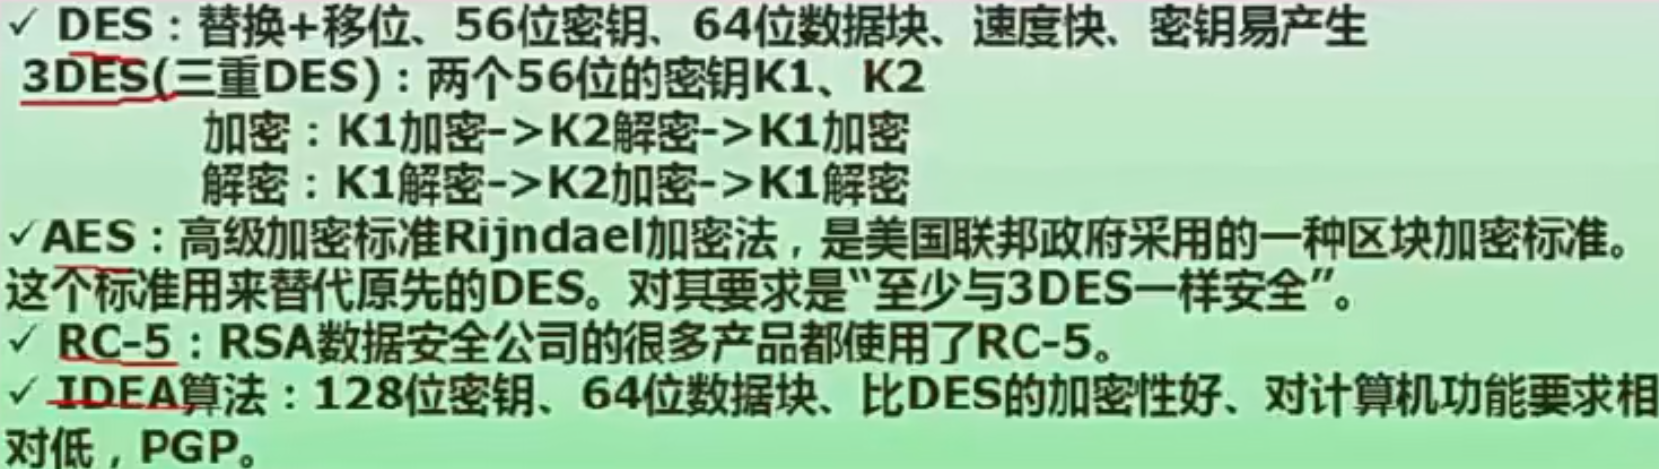 ✓ DES：替换+移位、56位密钥、64位数据块、速度快、密钥易产生
3DES(三重DES)：两个56位的密钥K1、K2
加密：K1加密->K2解密->K1加密
解密：K1解密->K2加密->K1解密
✓AES：高级加密标准Rijndael加密法，是美国联邦政府采用的一种区块加密标准。
这个标准用来替代原先的DES。对其要求是“至少与3DES一样安全”。
✓ RC-5：RSA数据安全公司的很多产品都使用了RC-5。
✓ IDEA算法：128位密钥、64位数据块、比DES的加密性好、对计算机功能要求相
对低，PGP。